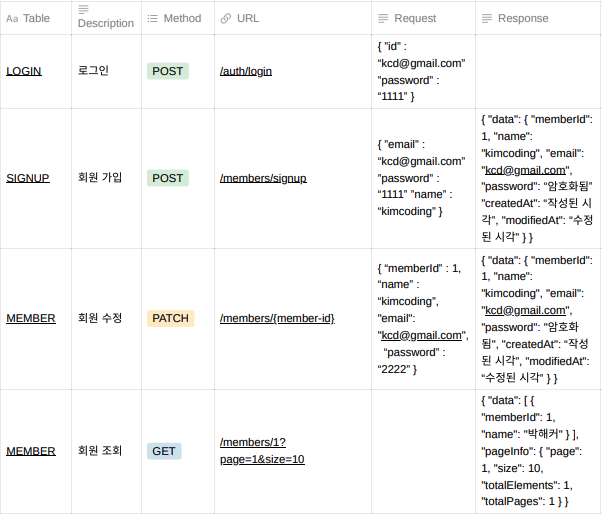 Aa Table
Description
Method
URL
Request
Response
LOGIN
로그인
POST
/auth/login
{ "id" :
“kcd@gmail.com”
”password” :
“1111” }
SIGNUP
회원 가입
POST
/members/signup
{ "email” :
“kcd@gmail.com”
”password” :
“1111” ”name” :
“kimcoding” }
{ "data": { "memberId":
1, "name":
"kimcoding", "email":
"kcd@gmail.com",
"password": “암호화됨”
"createdAt": “작성된 시
각”, "modifiedAt": “수정
된 시각” } }
MEMBER
회원 수정
PATCH
/members/{member-id}
{ “memberId” : 1,
“name” :
“kimcoding”,
"email":
"kcd@gmail.com",
“password” :
“2222” }
{ "data": { "memberId":
1, "name":
"kimcoding", "email":
"kcd@gmail.com",
"password": "암호화
됨", "createdAt": “작성
된 시각”, "modifiedAt":
“수정된 시각” } }
MEMBER
회원 조회
GET
/members/1?
page=1&size=10
{ "data": [ {
"memberId": 1,
"name": "박해커" } ],
"pageInfo": { "page":
1, "size": 10,
"totalElements": 1,
"totalPages": 1 } }